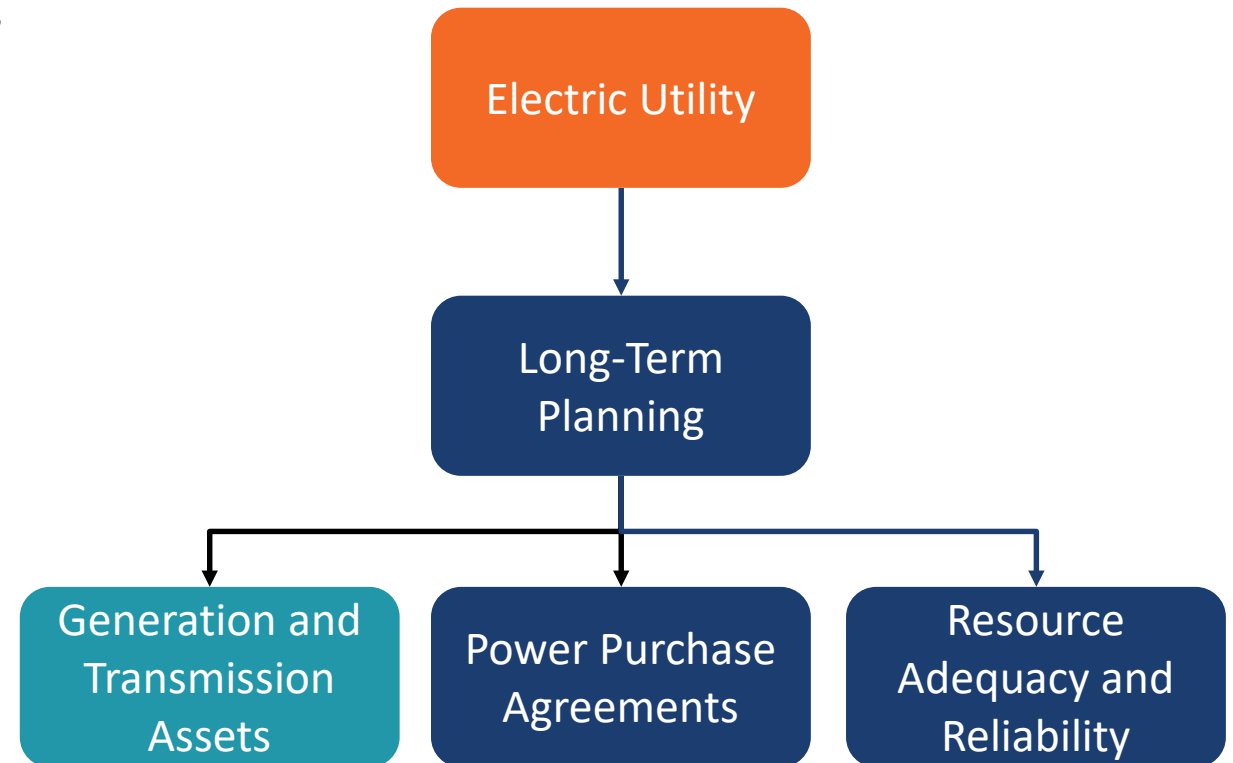 Electric Utility
Long-Term
Planning
Generation and
Transmission
Assets
Power Purchase
Agreements
Resource
Adequacy and
Reliability